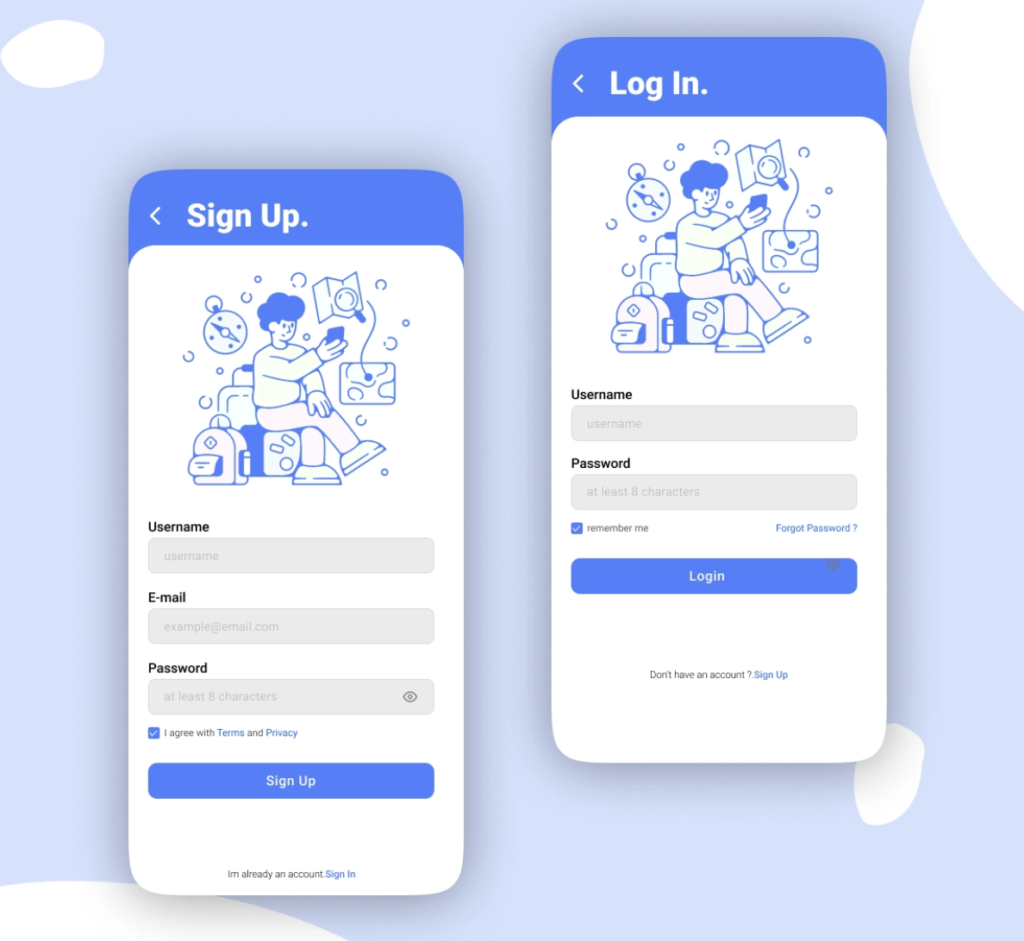 Sign Up.
Username
username
E-mail
example@email.com
Password
at least 8 characters
I agree with Terms and Privacy
Sign Up
Im already an account.Sign In
Log In.
Username
username
Password
at least 8 characters
remember me
Forgot Password ?
Login
Don't have an account ?.Sign Up